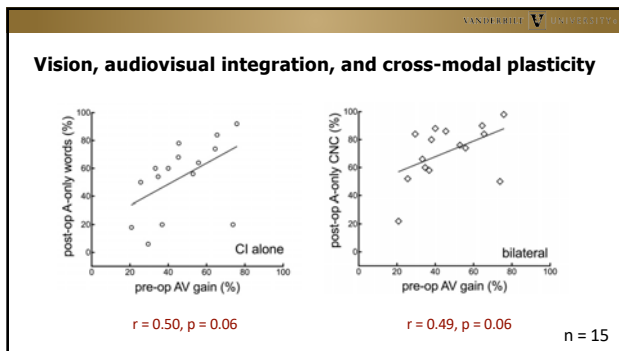 VANDERBILT V UNIVERSITY
Vision, audiovisual integration, and cross-modal plasticity
post-op A-only words (%)
100
80
60
40
20
0
0 20 40 60 80 100
CI alone
pre-op AV gain (%)
r = 0.50, p = 0.06
post-op A-only CNC (%)
100
80
60
40
20
0
0 20 40 60 80 100
bilateral
pre-op AV gain (%)
r = 0.49, p = 0.06
n = 15